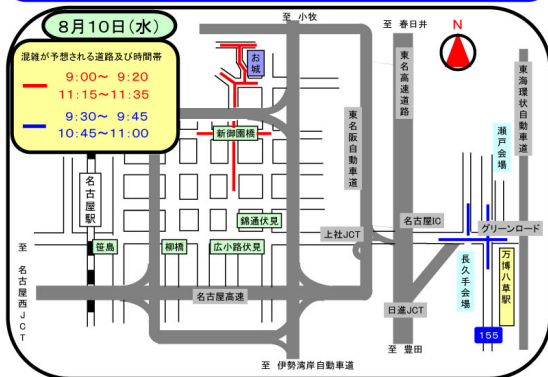 8月10日(水)
混雑が予想される道路及び時間帯
9:00～ 9:20
11:15～11:35
9:30～ 9:45
10:45～11:00
至 小牧
至 春日井
N
お城
東名高速道路
東名阪自動車道
東海環状自動車道
瀬戸会場
新御園橋
名古屋駅
錦通伏見
名古屋IC
グリーンロード
上社JCT
笹島
柳橋
広小路伏見
至 名古屋西JCT
長久手会場
万博八草駅
名古屋高速
日進JCT
155
至 豊田
至 伊勢湾岸自動車道